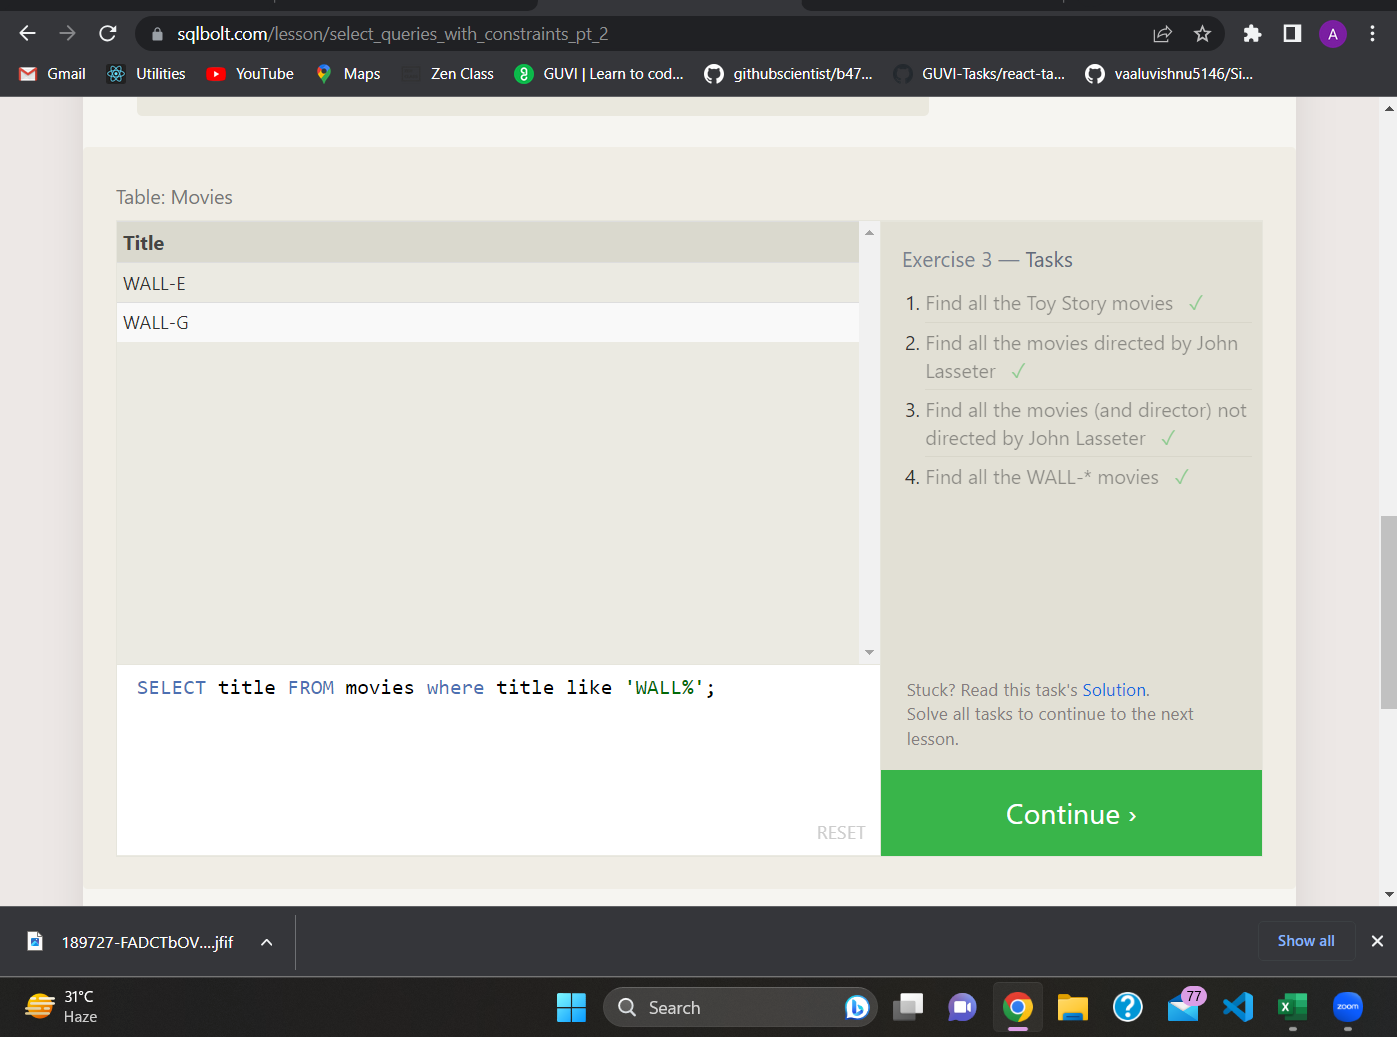 sqlbolt.com/lesson/select_queries_with_constraints_pt_2
A
Gmail Utilities YouTube Maps Zen Class GUVI | Learn to cod... githubscientist/b47... GUVI-Tasks/react-ta... vaaluvishnu5146/Si...
Table: Movies
Title
WALL-E
WALL-G
Exercise 3 — Tasks
1. Find all the Toy Story movies ✓
2. Find all the movies directed by John
Lasseter ✓
3. Find all the movies (and director) not
directed by John Lasseter ✓
4. Find all the WALL-* movies ✓
SELECT title FROM movies where title like 'WALL%';
RESET
Stuck? Read this task's Solution.
Solve all tasks to continue to the next
lesson.
Continue ›
189727-FADCTbOV....jfif
Show all
31°C
Haze
Search
77
zoom